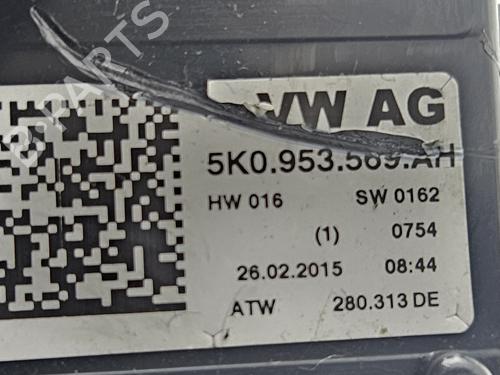 B-PARTS
VW AG
5K0.953.569.AH
HW 016 SW 0162
(1) 0754
26.02.2015 08:44
ATW 280.313 DE